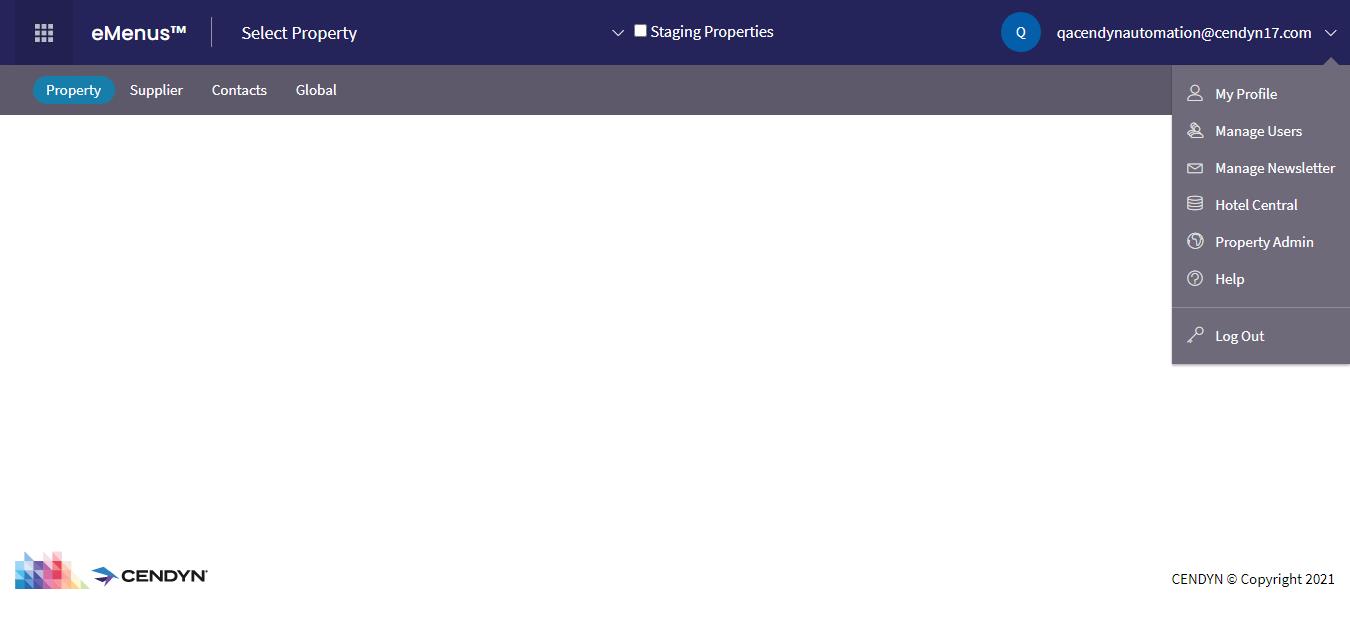 eMenus™ Select Property Staging Properties Q qacendynautomation@cendyn17.com
Property Supplier Contacts Global
My Profile
Manage Users
Manage Newsletter
Hotel Central
Property Admin
Help
Log Out
CENDYN CENDYN © Copyright 2021